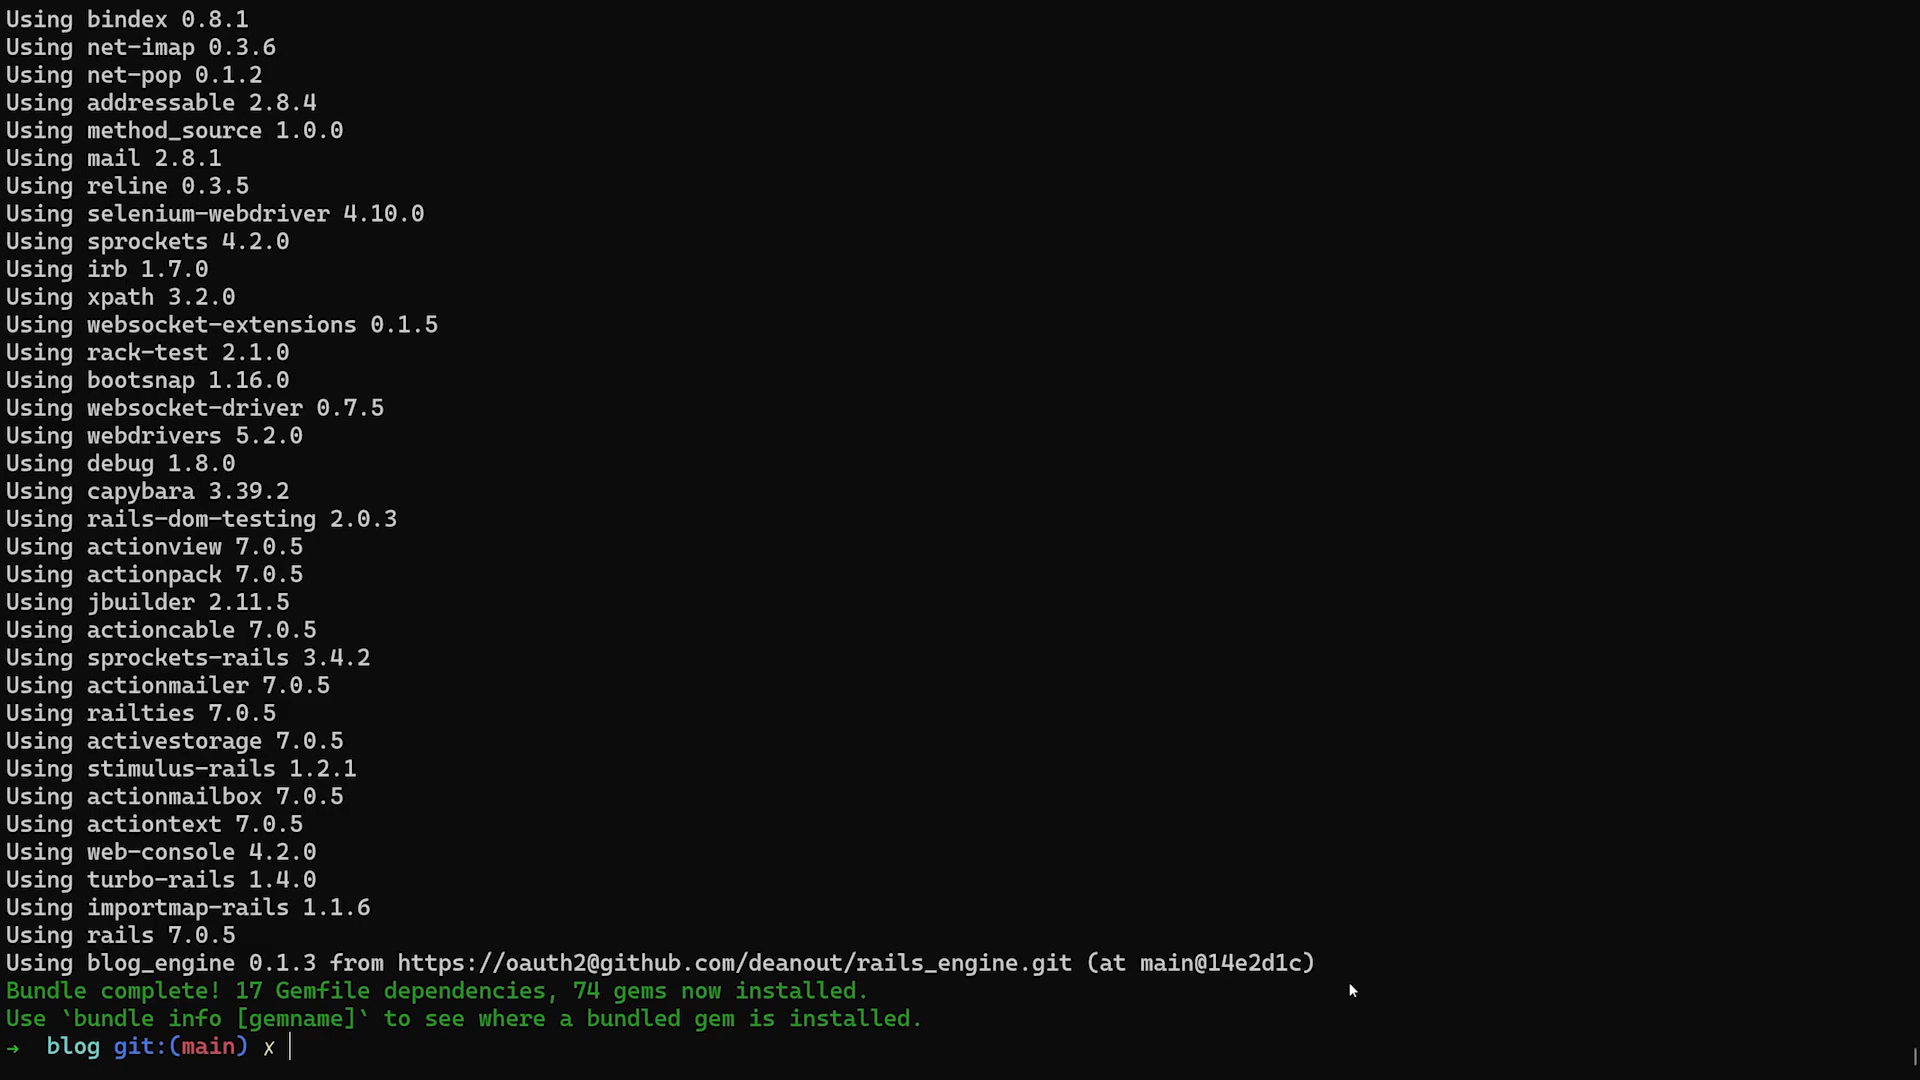 Using bindex 0.8.1
Using net-imap 0.3.6
Using net-pop 0.1.2
Using addressable 2.8.4
Using method_source 1.0.0
Using mail 2.8.1
Using reline 0.3.5
Using selenium-webdriver 4.10.0
Using sprockets 4.2.0
Using irb 1.7.0
Using xpath 3.2.0
Using websocket-extensions 0.1.5
Using rack-test 2.1.0
Using bootsnap 1.16.0
Using websocket-driver 0.7.5
Using webdrivers 5.2.0
Using debug 1.8.0
Using capybara 3.39.2
Using rails-dom-testing 2.0.3
Using actionview 7.0.5
Using actionpack 7.0.5
Using jbuilder 2.11.5
Using actioncable 7.0.5
Using sprockets-rails 3.4.2
Using actionmailer 7.0.5
Using railties 7.0.5
Using activestorage 7.0.5
Using stimulus-rails 1.2.1
Using actionmailbox 7.0.5
Using actiontext 7.0.5
Using web-console 4.2.0
Using turbo-rails 1.4.0
Using importmap-rails 1.1.6
Using rails 7.0.5
Using blog_engine 0.1.3 from https://oauth2@github.com/deanout/rails_engine.git (at main@14e2d1c)
Bundle complete! 17 Gemfile dependencies, 74 gems now installed.
Use `bundle info [gemname]` to see where a bundled gem is installed.
→ blog git:(main) ✗